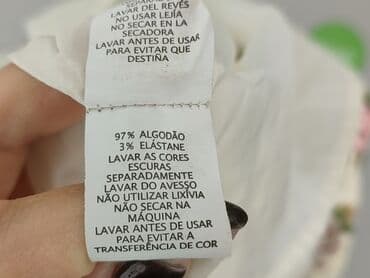 LAVAR DEL REVÉS
NO USAR LEJÍA
NO SECAR EN LA
SECADORA
LAVAR ANTES DE USAR
PARA EVITAR QUE
DESTIÑA
97% ALGODÃO
3% ELÁSTANE
LAVAR AS CORES
ESCURAS
SEPARADAMENTE
LAVAR DO AVESSO
NÃO UTILIZAR LIXÍVIA
NÃO SECAR NA
MÁQUINA
LAVAR ANTES DE USAR
PARA EVITAR A
TRANSFERÊNCIA DE COR